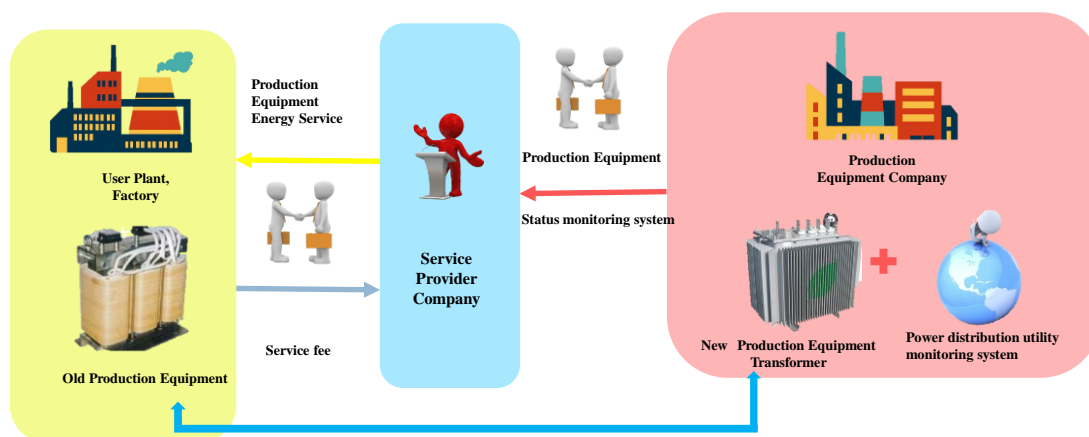 Production
Equipment
Energy Service
User Plant,
Factory
Old Production Equipment
Service fee
Service
Provider
Company
Production Equipment
Status monitoring system
Production
Equipment Company
New Production Equipment
Transformer
Power distribution utility
monitoring system